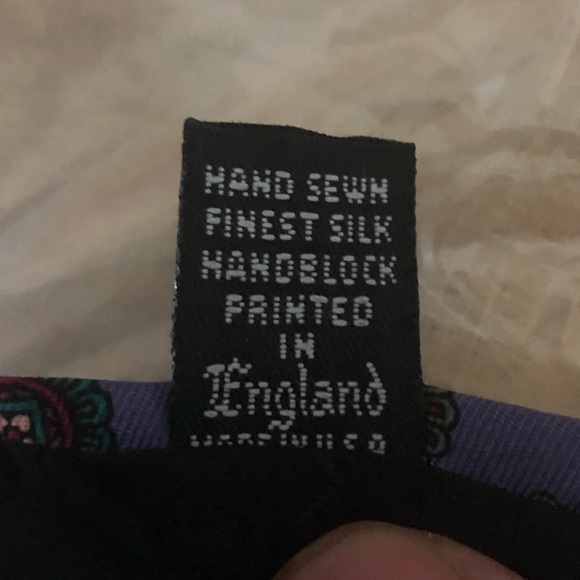 HAND SEWN
FINEST SILK
HANDBLOCK
PRINTED
IN
England